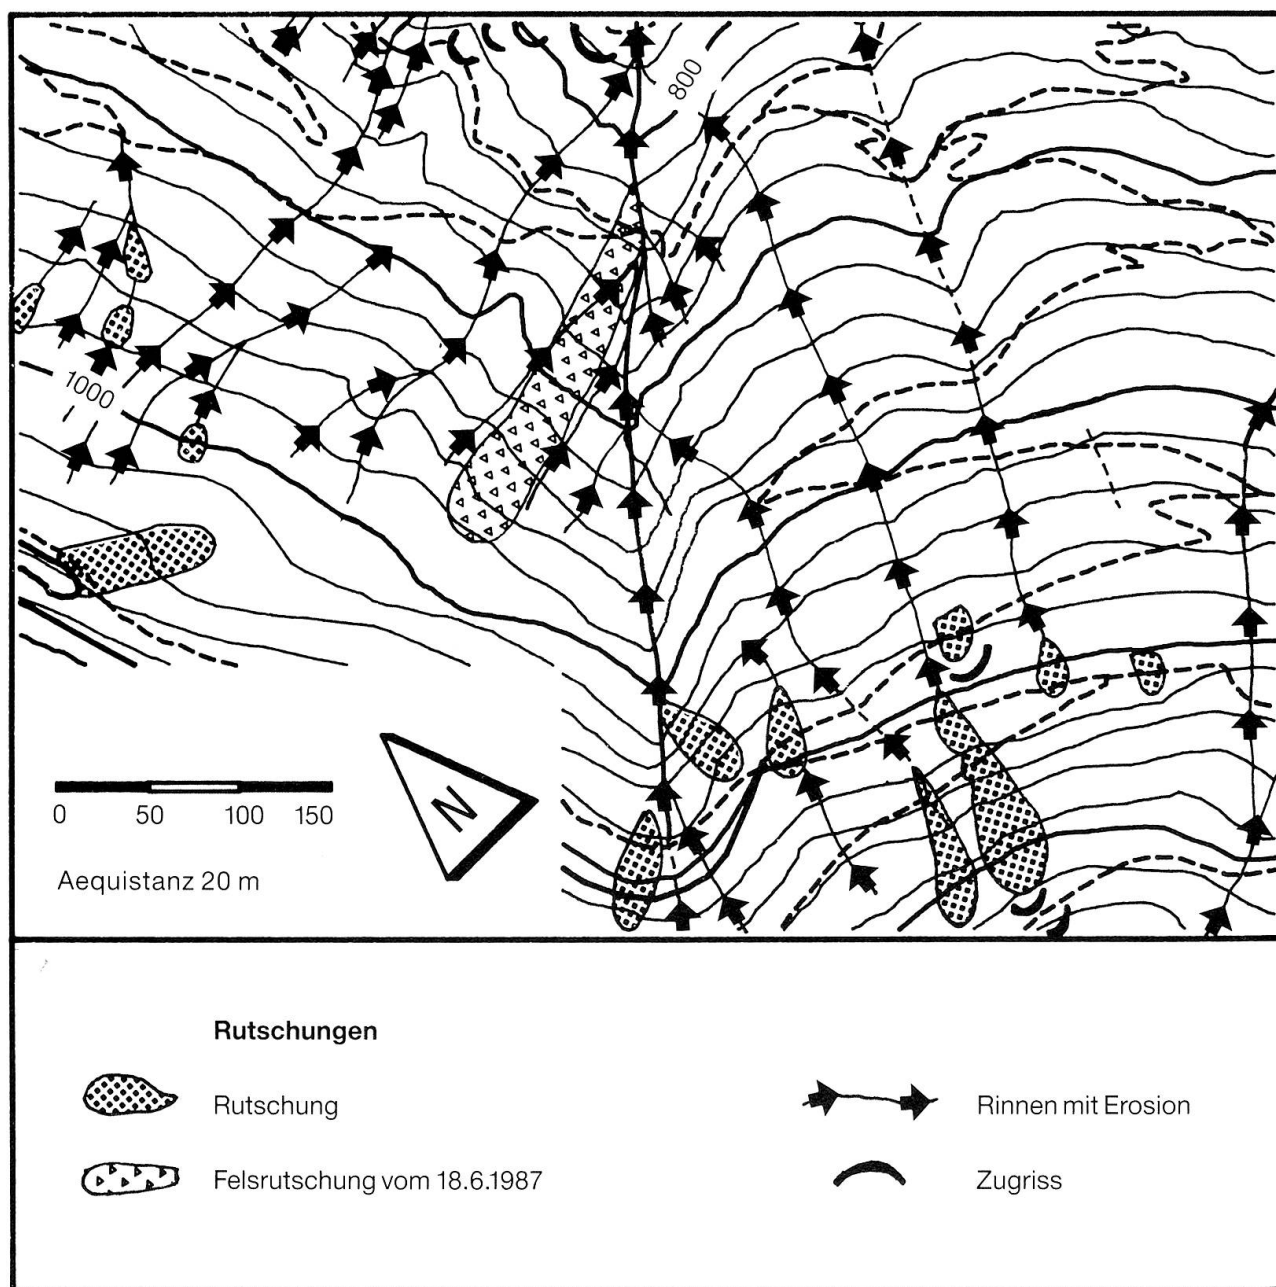 800
1000
N
0 50 100 150
Aequistanz 20 m
Rutschungen
Rutschung
Rinnen mit Erosion
Felsrutschung vom 18.6.1987
Zugriss